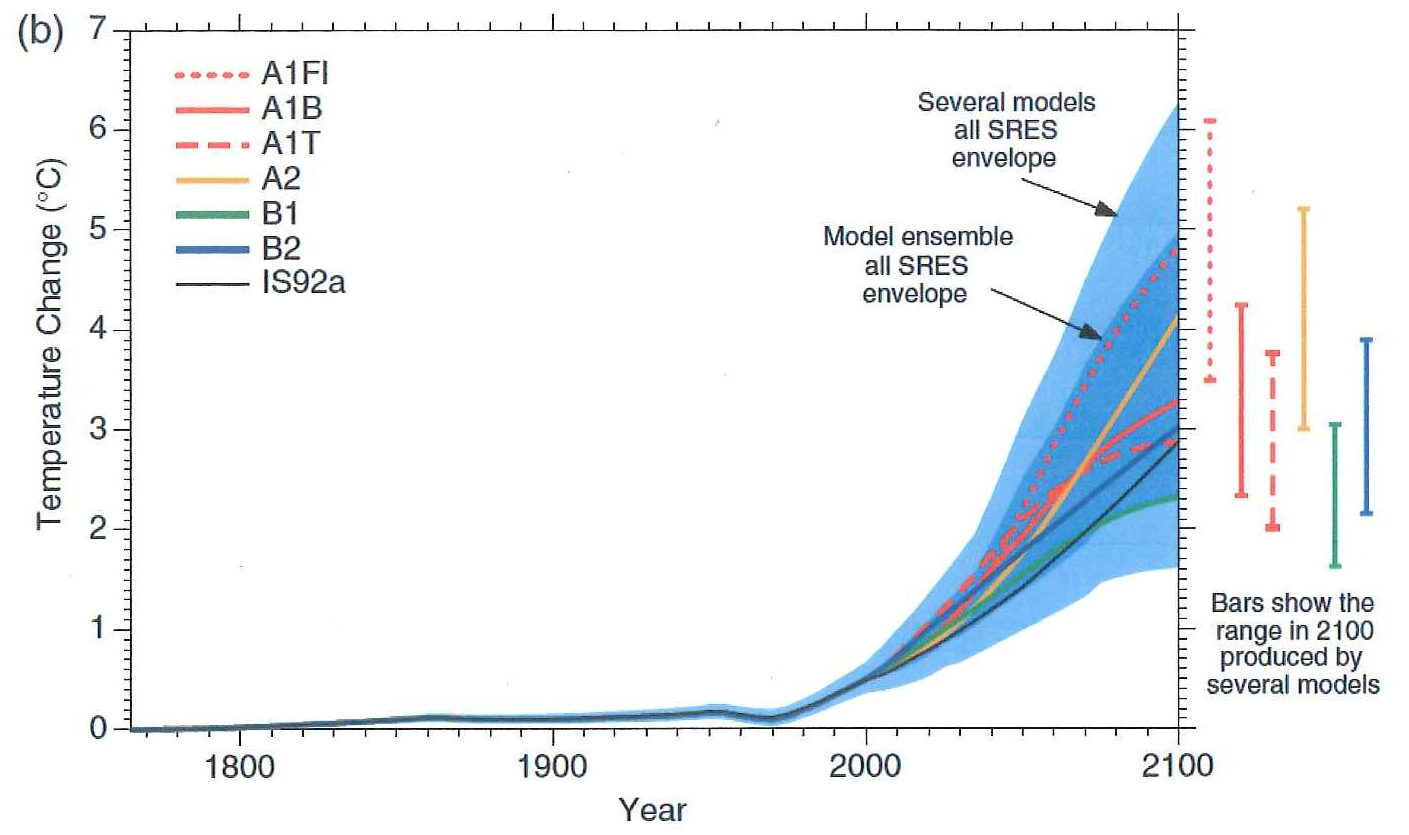 (b)
7
6
5
4
3
2
1
0
Temperature Change (°C)
A1FI
A1B
A1T
A2
B1
B2
IS92a
Several models
all SRES
envelope
Model ensemble
all SRES
envelope
Bars show the
range in 2100
produced by
several models
1800
1900
2000
2100
Year